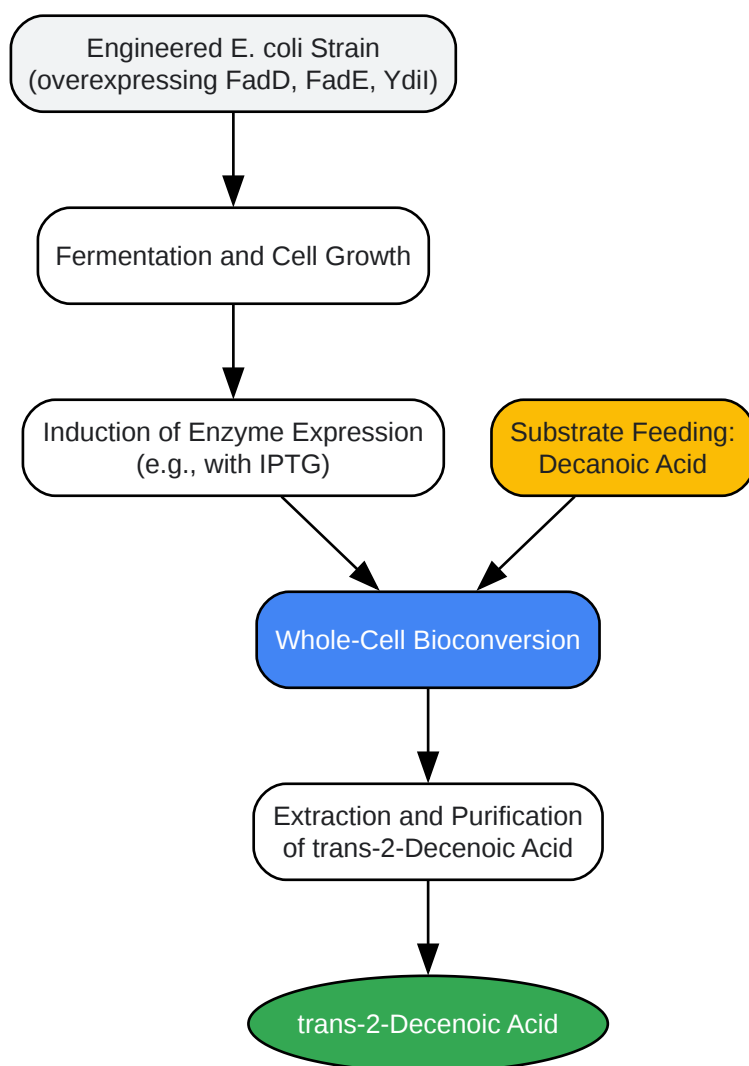 Engineered E. coli Strain
(overexpressing FadD, FadE, YdiI)
Fermentation and Cell Growth
Induction of Enzyme Expression
(e.g., with IPTG)
Substrate Feeding:
Decanoic Acid
Whole-Cell Bioconversion
Extraction and Purification
of trans-2-Decenoic Acid
trans-2-Decenoic Acid